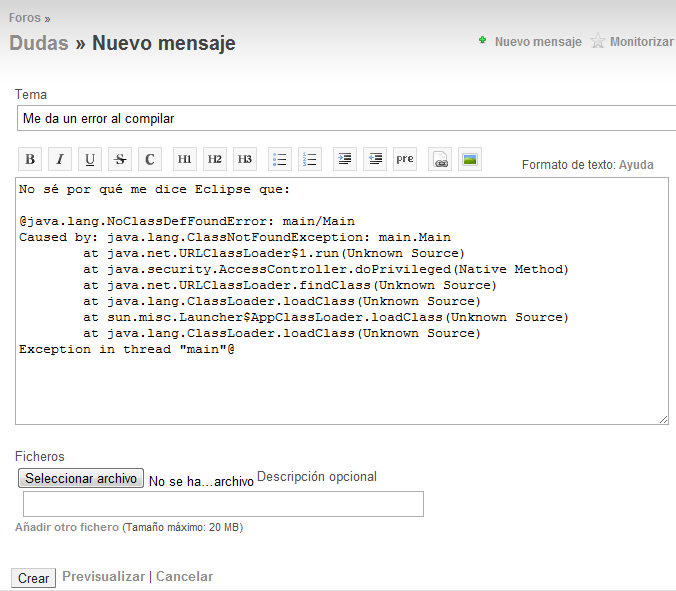 Foros »
Dudas » Nuevo mensaje
Nuevo mensaje Monitorizar
Tema
Me da un error al compilar
B I U S C H1 H2 H3 pre
Formato de texto: Ayuda
No sé por qué me dice Eclipse que:
@java.lang.NoClassDefFoundError: main/Main
Caused by: java.lang.ClassNotFoundException: main.Main
at java.net.URLClassLoader$1.run(Unknown Source)
at java.security.AccessController.doPrivileged(Native Method)
at java.net.URLClassLoader.findClass(Unknown Source)
at java.lang.ClassLoader.loadClass(Unknown Source)
at sun.misc.Launcher$AppClassLoader.loadClass(Unknown Source)
at java.lang.ClassLoader.loadClass(Unknown Source)
Exception in thread "main"@
Ficheros
Seleccionar archivo No se ha...archivo Descripción opcional
Añadir otro fichero (Tamaño máximo: 20 MB)
Crear Previsualizar | Cancelar